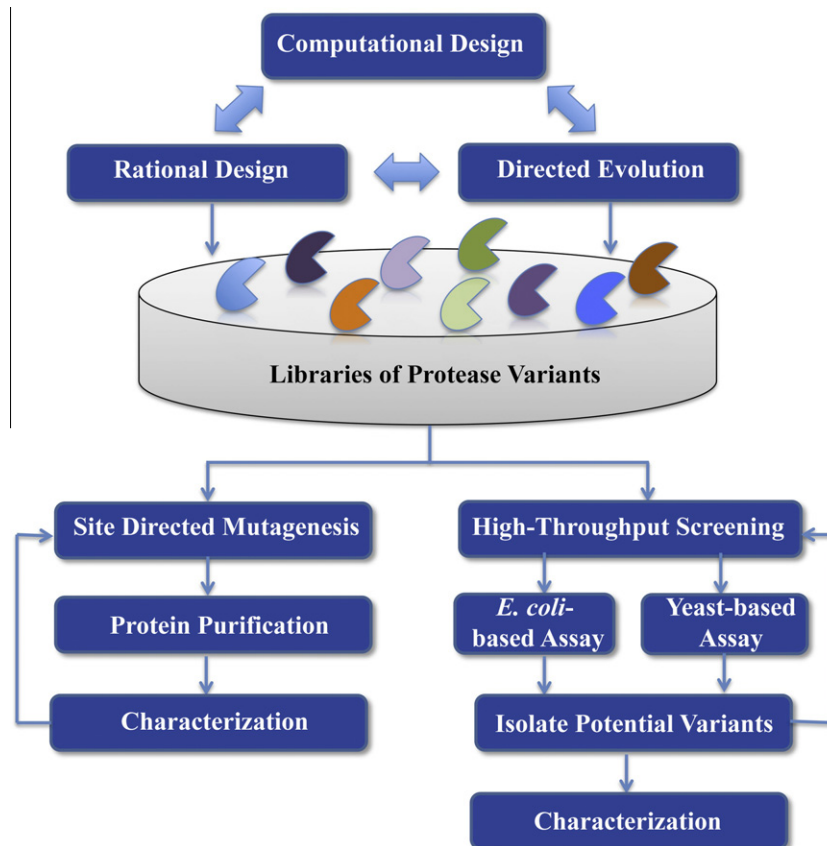 Computational Design
Rational Design
Directed Evolution
Libraries of Protease Variants
Site Directed Mutagenesis
High-Throughput Screening
Protein Purification
E. coli-
based Assay
Yeast-based
Assay
Characterization
Isolate Potential Variants
Characterization